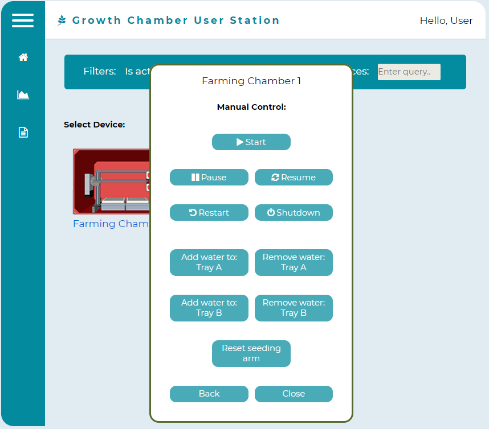 Growth Chamber User Station
Hello, User
Filters: Is act
ces: Enter query..
Select Device:
Farming Cham
Farming Chamber 1
Manual Control:
Start
Pause
Resume
Restart
Shutdown
Add water to:
Tray A
Remove water:
Tray A
Add water to:
Tray B
Remove water:
Tray B
Reset seeding
arm
Back
Close